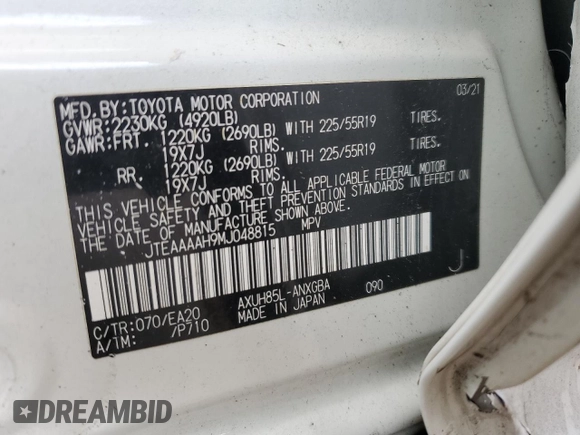 MFD.BY:TOYOTA MOTOR CORPORATION 03/21
GVWR:2230KG (4920LB)
GAWR:FRT. 1220KG (2690LB) WITH 225/55R19 TIRES.
19X7J RIMS.
RR. 1220KG (2690LB) WITH 225/55R19 TIRES.
19X7J RIMS.
THIS VEHICLE CONFORMS TO ALL APPLICABLE FEDERAL MOTOR
VEHICLE SAFETY AND THEFT PREVENTION STANDARDS IN EFFECT ON
THE DATE OF MANUFACTURE SHOWN ABOVE.
JTEAAAAH9MJ048815 MPV
J
C/TR:070/EA20 AXUH85L-ANXGBA 090
A/TM: /P710 MADE IN JAPAN
DREAMBID